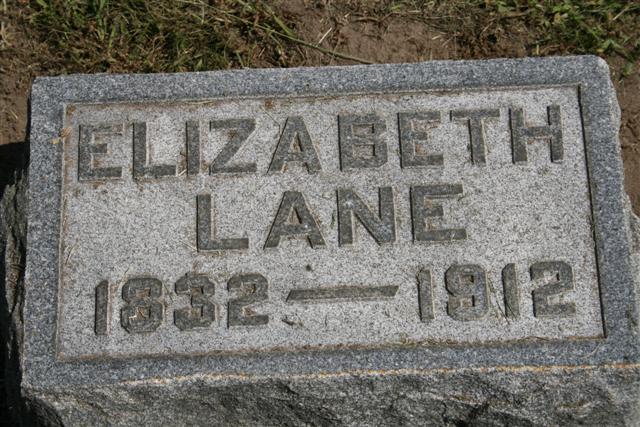 ELIZABETH
LANE
1832 — 1912